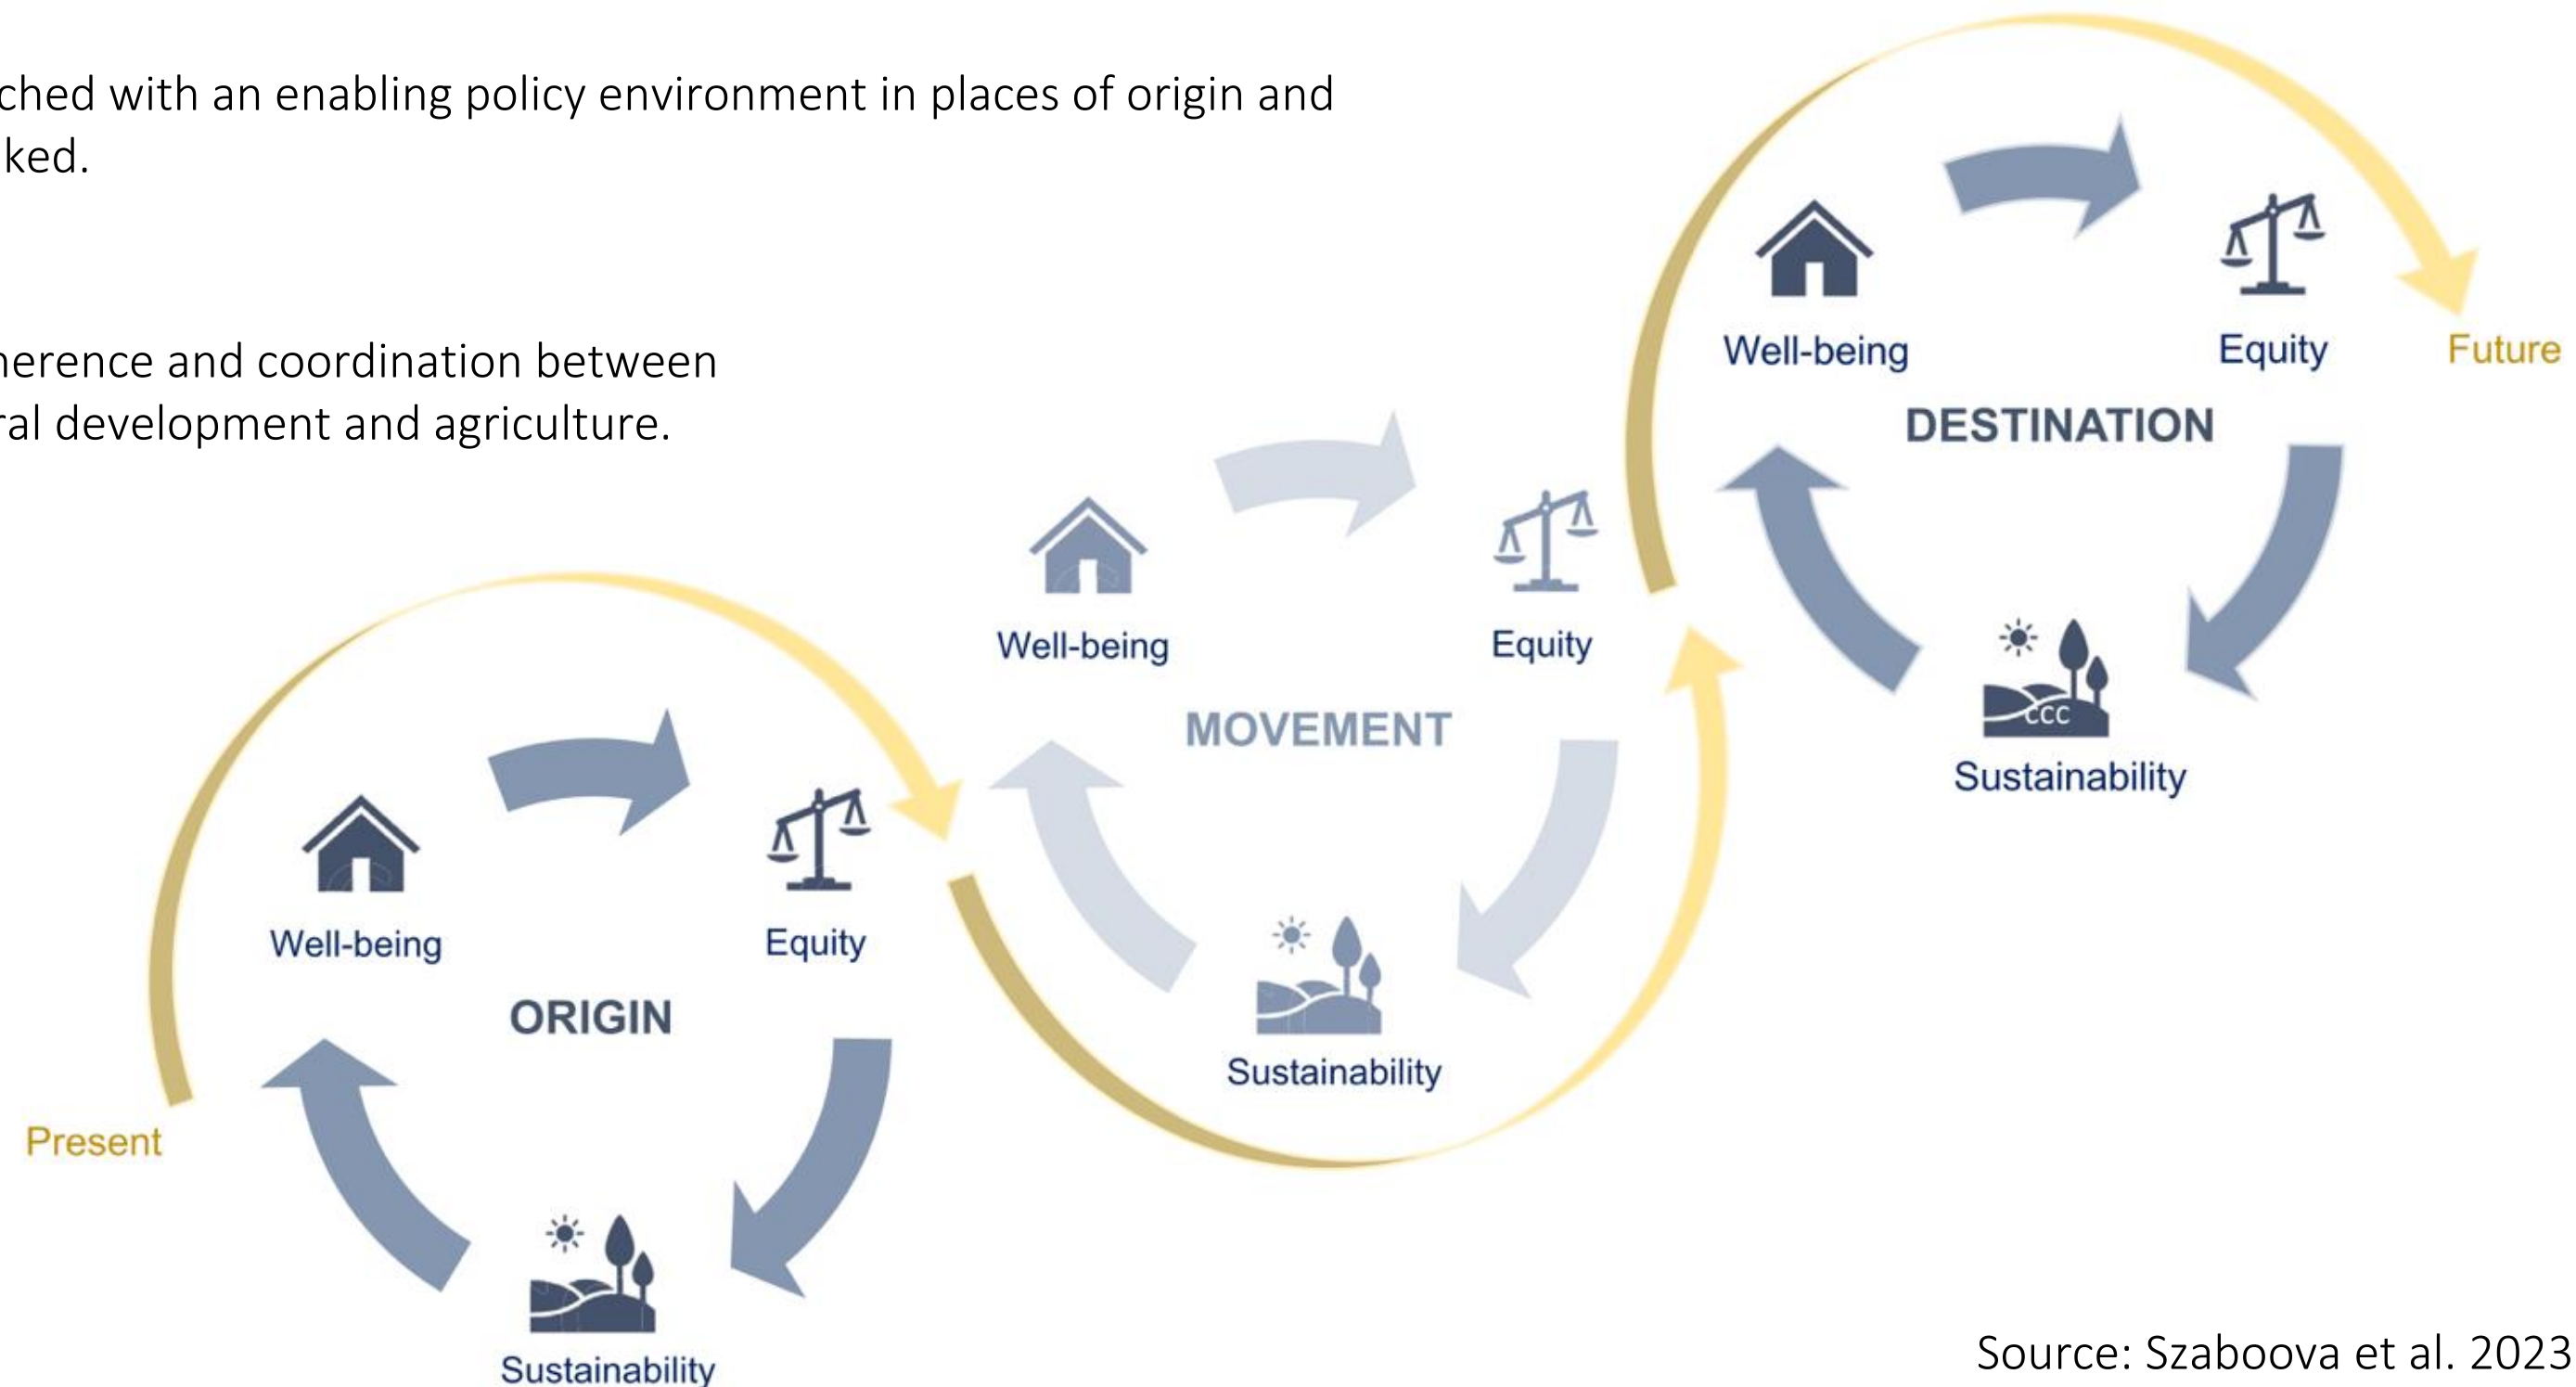 ched with an enabling policy environment in places of origin and
ked.
herence and coordination between
ral development and agriculture.
Well-being
Equity
Future
DESTINATION
Sustainability
CCC
Well-being
Equity
MOVEMENT
Sustainability
Well-being
Equity
ORIGIN
Present
Sustainability
Source: Szaboova et al. 2023